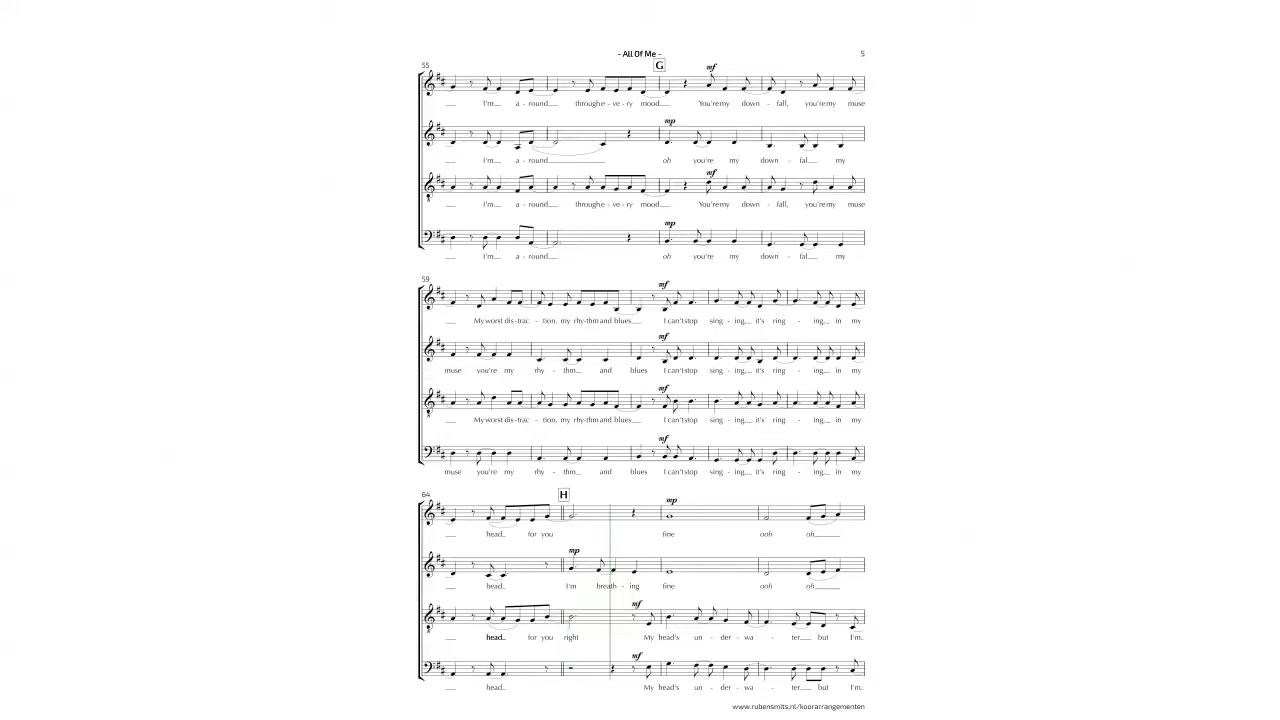 - All Of Me -
5
55
G
mf
I'm a - round through e - ve - ry mood You're my down - fall, you're my muse
mp
I'm a - round oh you're my down - fal my
mf
I'm a - round through e - ve - ry mood You're my down - fall, you're my muse
mp
I'm a - round oh you're my down - fal my
59
mf
My worst dis - trac - tion, my rhy - thm and blues I can't stop sing - ing, it's ring - ing, in my
mf
muse you're my rhy - thm and blues I can't stop sing - ing, it's ring - ing, in my
mf
My worst dis - trac - tion, my rhy - thm and blues I can't stop sing - ing, it's ring - ing, in my
mf
muse you're my rhy - thm and blues I can't stop sing - ing, it's ring - ing, in my
64
H
mp
head for you fine ooh oh
mp
head I'm breath - ing fine ooh oh
mf
head for you right My head's un - der - wa - ter but I'm
mf
head My head's un - der - wa - ter but I'm
www.rubensmits.nl/koorarrangementen